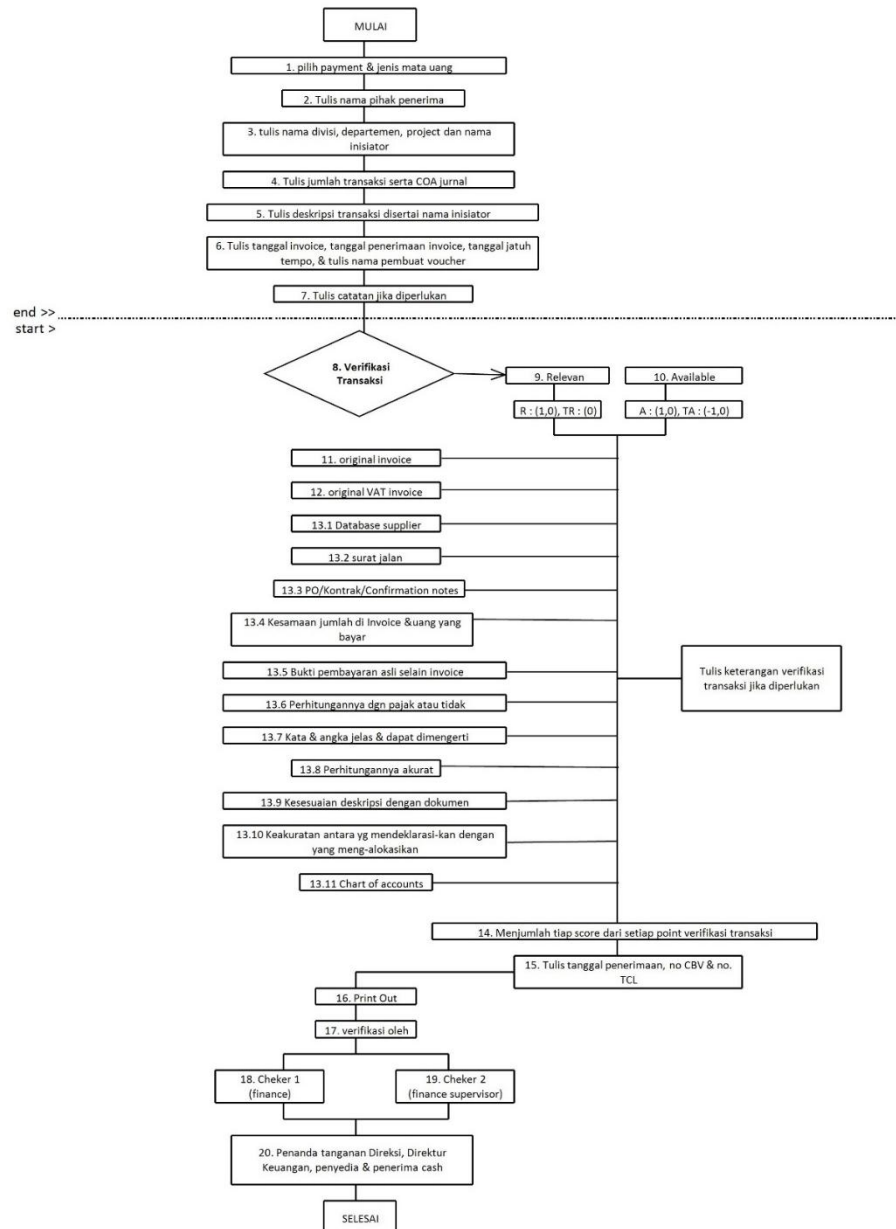 MULAI
1. pilih payment & jenis mata uang
2. Tulis nama pihak penerima
3. tulis nama divisi, departemen, project dan nama
inisiator
4. Tulis jumlah transaksi serta COA jurnal
5. Tulis deskripsi transaksi disertai nama inisiator
6. Tulis tanggal invoice, tanggal penerimaan invoice, tanggal jatuh
tempo, & tulis nama pembuat voucher
7. Tulis catatan jika diperlukan
end >>
start >
8. Verifikasi
Transaksi
9. Relevan
10. Available
R : (1,0), TR : (0)
A : (1,0), TA : (-1,0)
11. original invoice
12. original VAT invoice
13.1 Database supplier
13.2 surat jalan
13.3 PO/Kontrak/Confirmation notes
13.4 Kesamaan jumlah di Invoice &uang yang
bayar
13.5 Bukti pembayaran asli selain invoice
Tulis keterangan verifikasi
transaksi jika diperlukan
13.6 Perhitungannya dgn pajak atau tidak
13.7 Kata & angka jelas & dapat dimengerti
13.8 Perhitungannya akurat
13.9 Kesesuaian deskripsi dengan dokumen
13.10 Keakuratan antara yg mendeklarasi-kan dengan
yang meng-alokasikan
13.11 Chart of accounts
14. Menjumlah tiap score dari setiap point verifikasi transaksi
15. Tulis tanggal penerimaan, no CBV & no.
TCL
16. Print Out
17. verifikasi oleh
18. Cheker 1
(finance)
19. Cheker 2
(finance supervisor)
20. Penanda tanganan Direksi, Direktur
Keuangan, penyedia & penerima cash
SELESAI